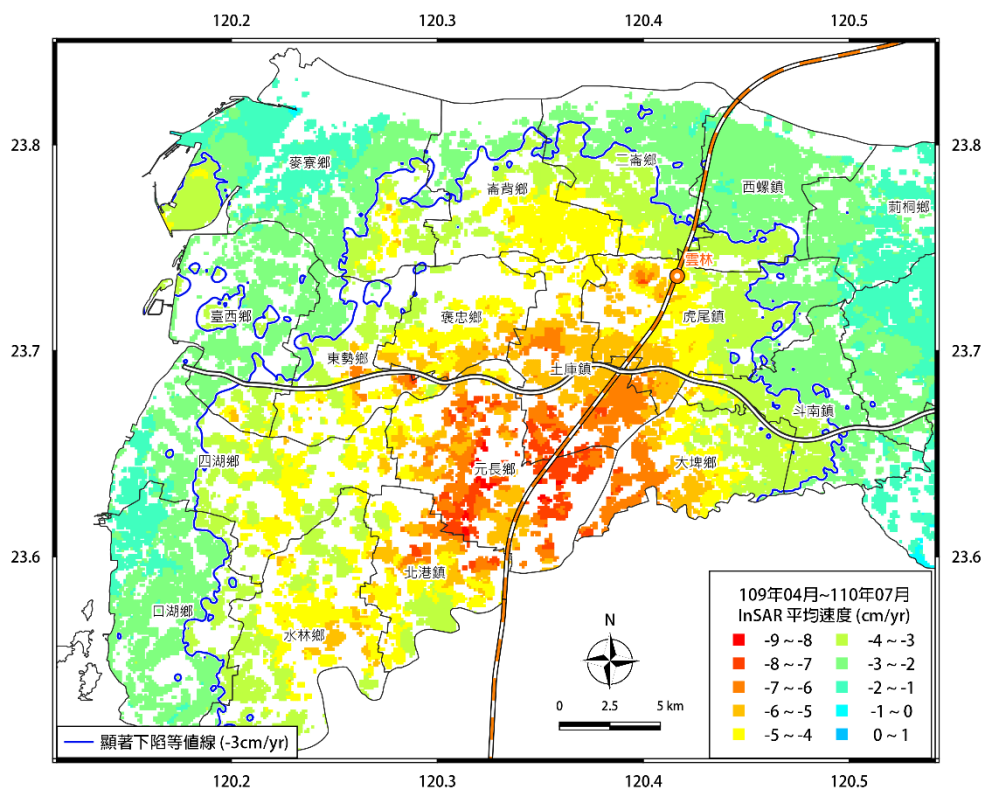 120.2 120.3 120.4 120.5
23.8 23.8
麥寮鄉
二崙鄉
崙背鄉
西螺鎮
莿桐鄉
雲林
臺西鄉
褒忠鄉
虎尾鎮
23.7 23.7
東勢鄉
土庫鎮
斗南鎮
四湖鄉
元長鄉
大埤鄉
23.6 23.6
北港鎮
口湖鄉
水林鄉
N
0 2.5 5 km
109年04月~110年07月
InSAR 平均速度 (cm/yr)
-9 ~ -8 -4 ~ -3
-8 ~ -7 -3 ~ -2
-7 ~ -6 -2 ~ -1
-6 ~ -5 -1 ~ 0
-5 ~ -4 0 ~ 1
顯著下陷等值線 (-3cm/yr)
120.2 120.3 120.4 120.5